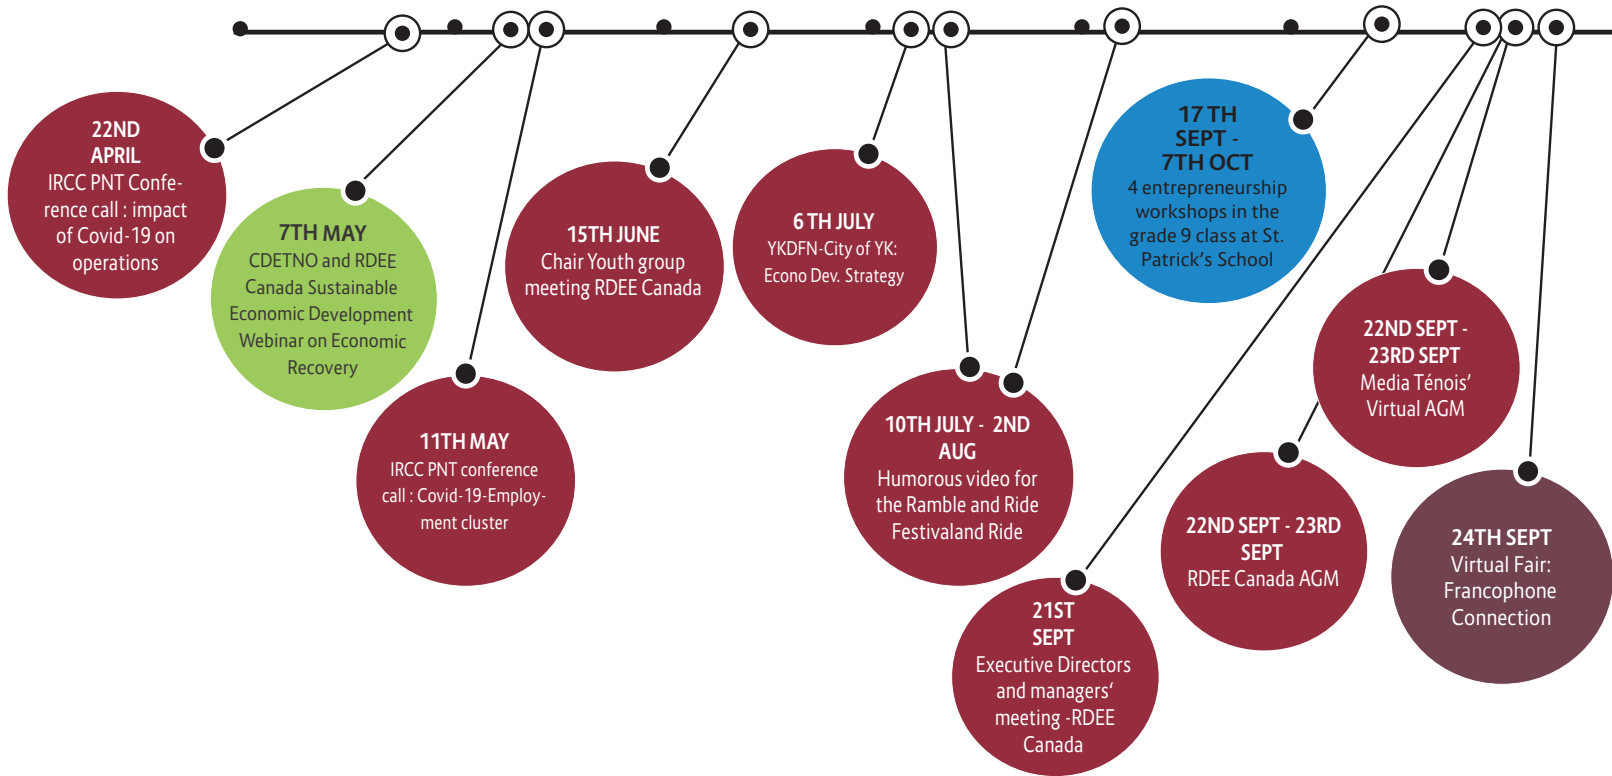 22ND
APRIL
IRCC PNT Confe-
rence call : impact
of Covid-19 on
operations
7TH MAY
CDETNO and RDEE
Canada Sustainable
Economic Development
Webinar on Economic
Recovery
11TH MAY
IRCC PNT conference
call : Covid-19-Employ-
ment cluster
15TH JUNE
Chair Youth group
meeting RDEE Canada
6 TH JULY
YKDFN-City of YK:
Econo Dev. Strategy
10TH JULY - 2ND
AUG
Humorous video for
the Ramble and Ride
Festivaland Ride
17 TH
SEPT -
7TH OCT
4 entrepreneurship
workshops in the
grade 9 class at St.
Patrick's School
21ST
SEPT
Executive Directors
and managers'
meeting -RDEE
Canada
22ND SEPT - 23RD
SEPT
RDEE Canada AGM
22ND SEPT -
23RD SEPT
Media Ténois'
Virtual AGM
24TH SEPT
Virtual Fair:
Francophone
Connection